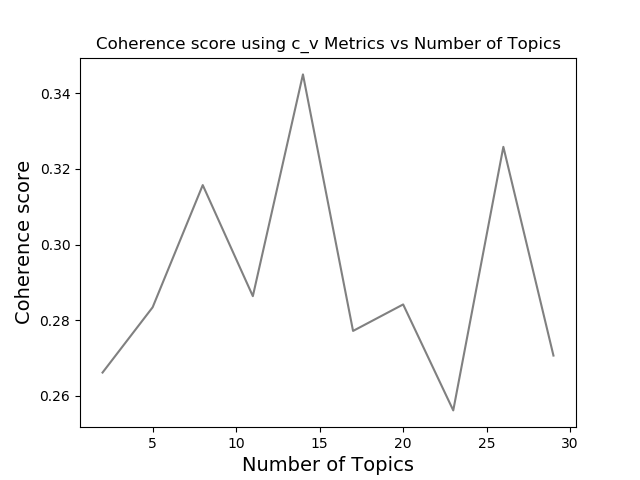 Coherence score using c_v Metrics vs Number of Topics
0.34
0.32
0.30
0.28
0.26
Coherence score
5 10 15 20 25 30
Number of Topics